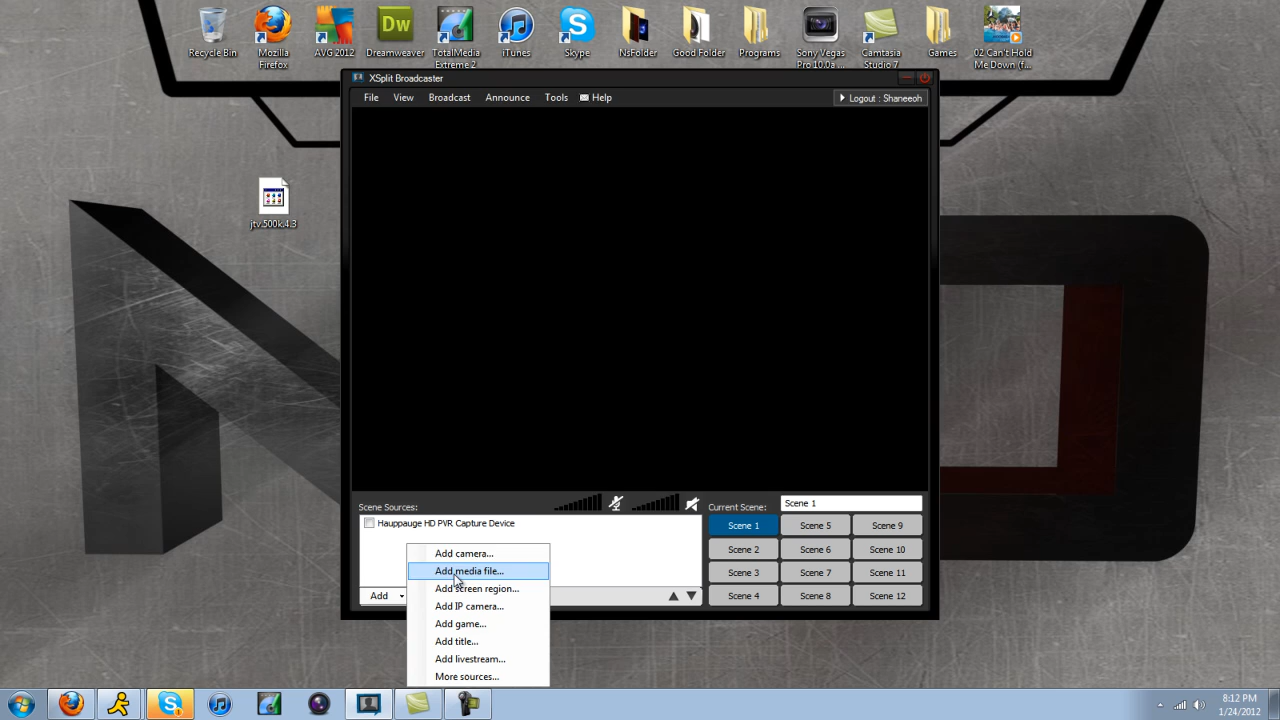 Recycle Bin
Mozilla Firefox
AVG 2012
Dreamweaver
TotalMedia Extreme 2
iTunes
Skype
NsFolder
Good Folder
Programs
Sony Vegas Pro 10.0a...
Camtasia Studio 7
Games
02 Can't Hold Me Down (f...
Dw
XSplit Broadcaster
File View Broadcast Announce Tools Help
Logout : Shaneeoh
jtv.500k.4.3
Scene Sources:
Current Scene: Scene 1
Hauppauge HD PVR Capture Device
Scene 1 Scene 5 Scene 9
Scene 2 Scene 6 Scene 10
Scene 3 Scene 7 Scene 11
Scene 4 Scene 8 Scene 12
Add
Add camera...
Add media file...
Add screen region...
Add IP camera...
Add game...
Add title...
Add livestream...
More sources...
8:12 PM
1/24/2012